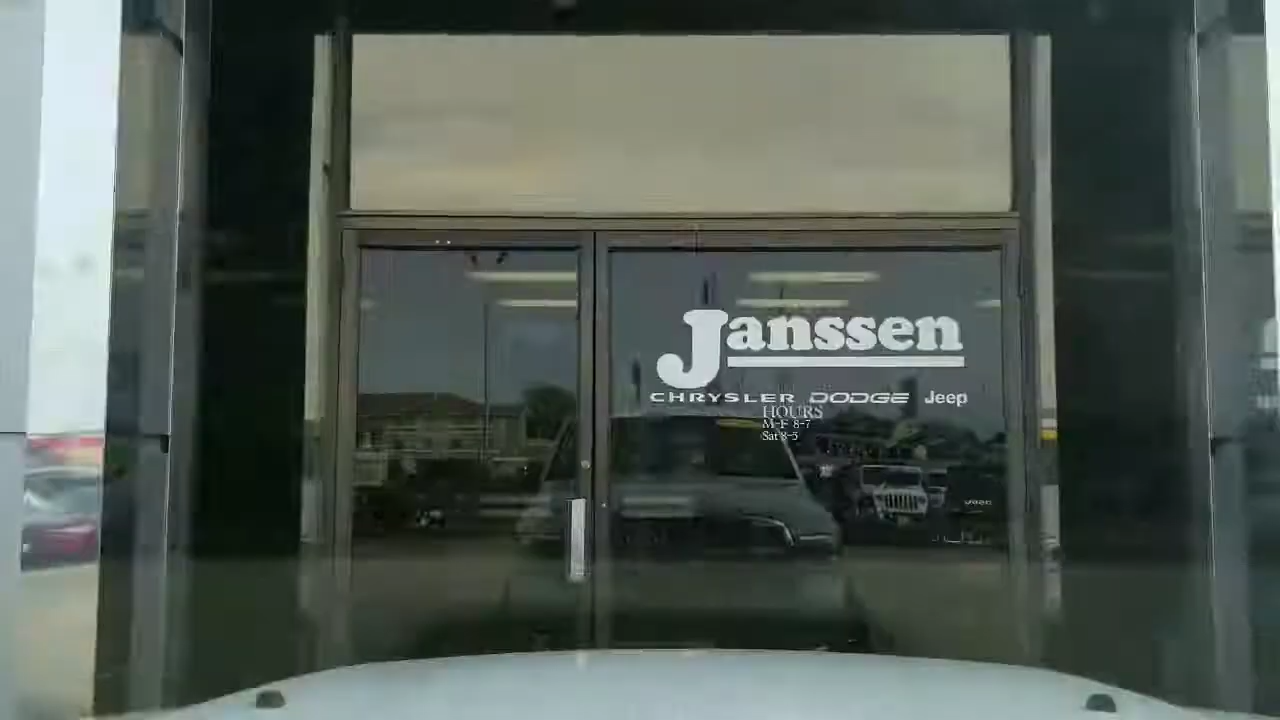 Janssen
CHRYSLER DODGE Jeep
HOURS
M-F 8-7
Sat 8-5